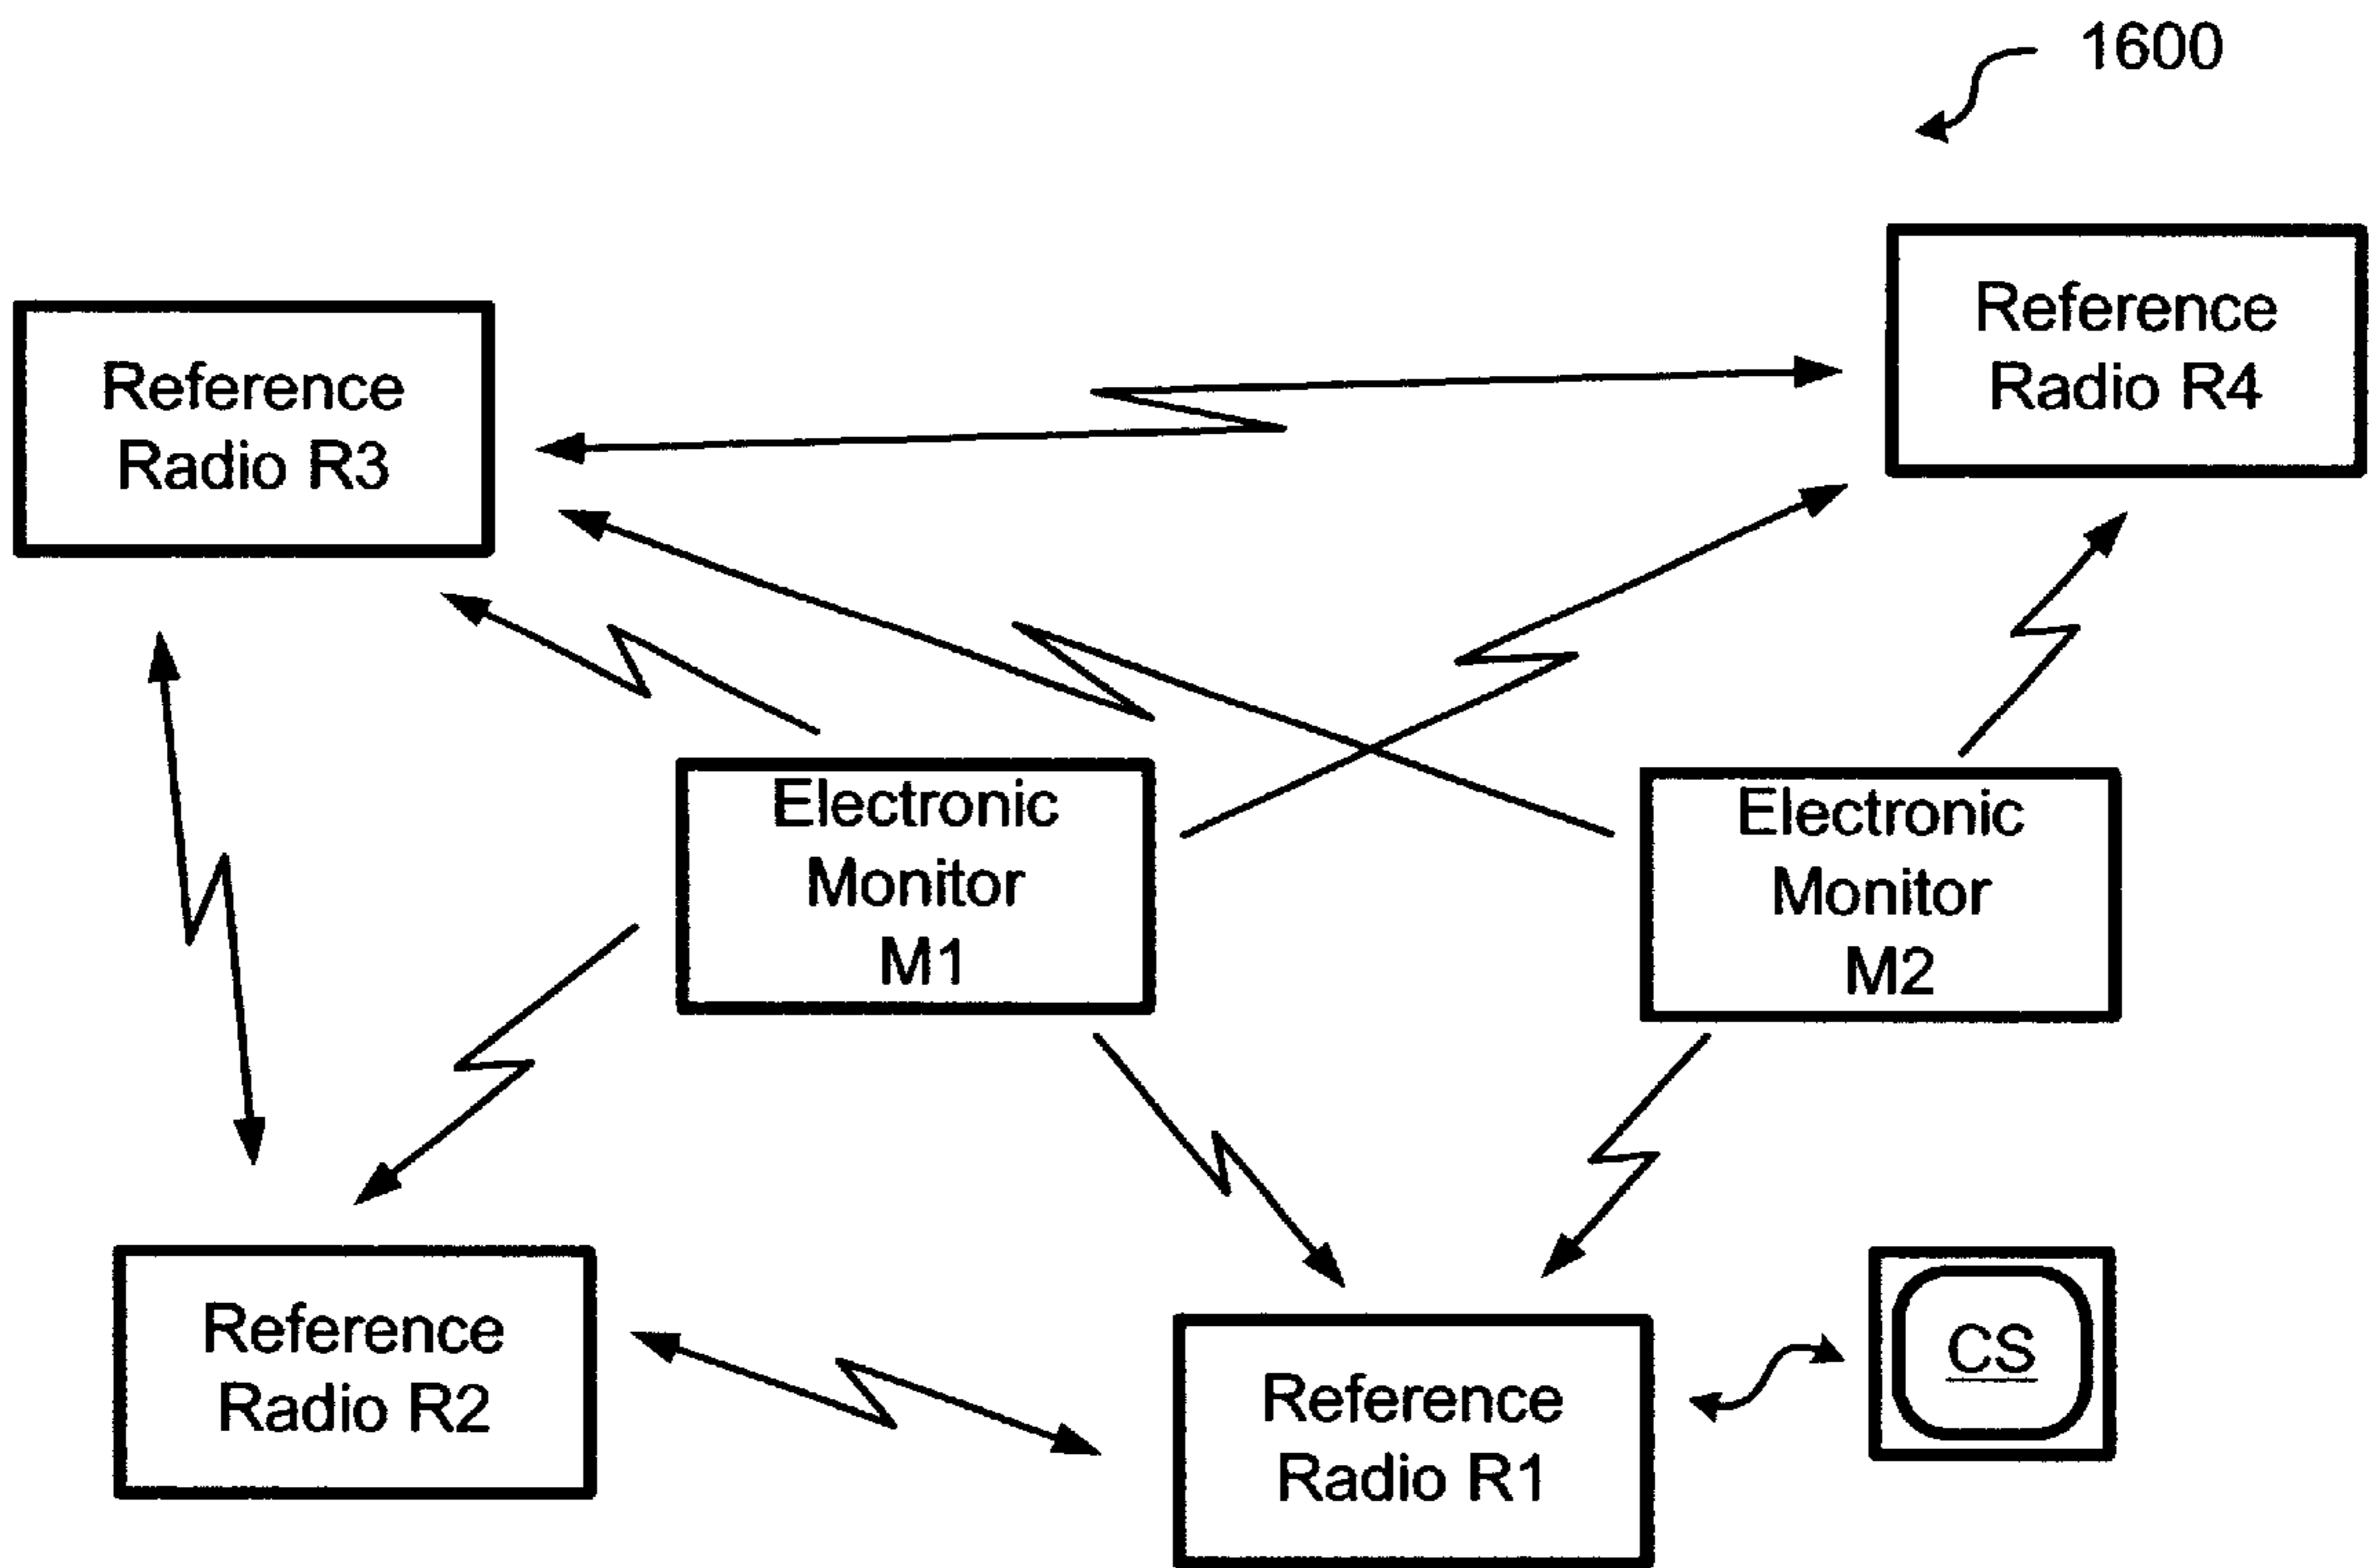 1600
Reference
Radio R4
Reference
Radio R3
Electronic
Monitor
M1
Electronic
Monitor
M2
Reference
Radio R2
Reference
Radio R1
CS